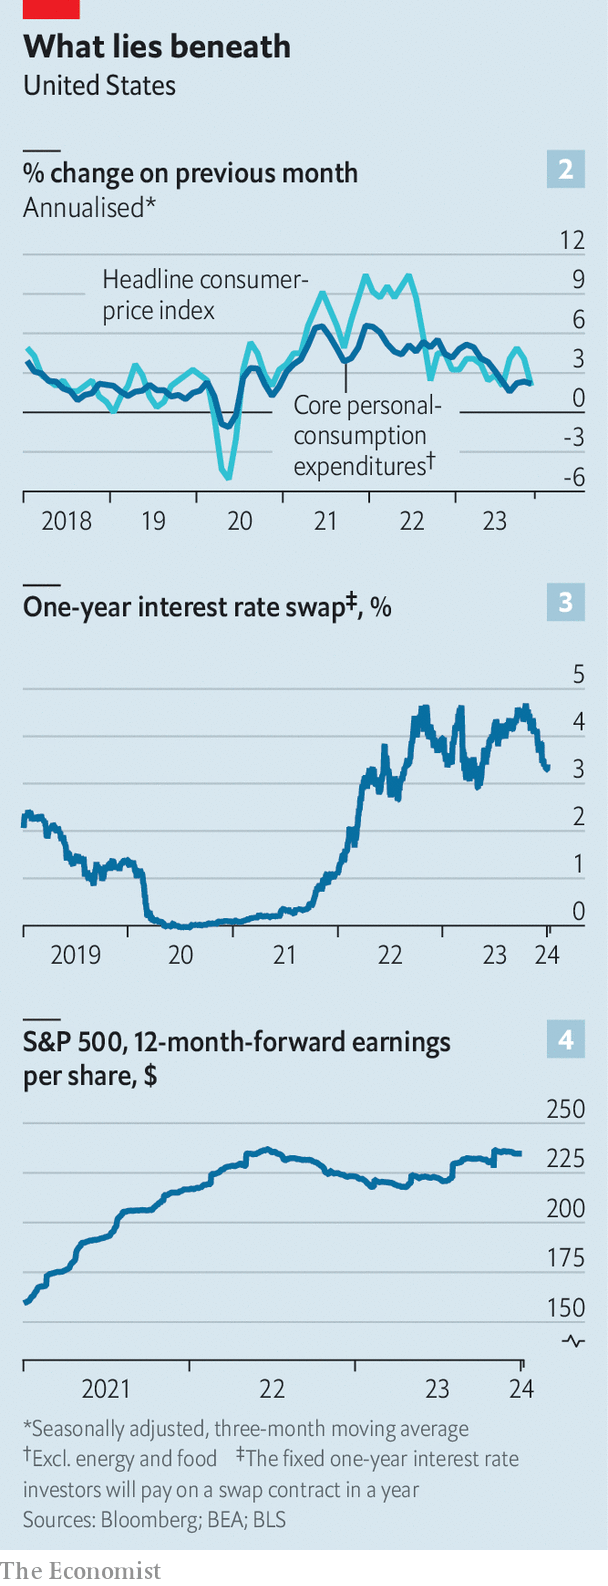 What lies beneath
United States
% change on previous month
2
Annualised*
12
9
6
3
0
-3
-6
Headline consumer-
price index
Core personal-
consumption
expenditures†
2018 19 20 21 22 23
One-year interest rate swap‡, %
3
5
4
3
2
1
0
2019 20 21 22 23 24
S&P 500, 12-month-forward earnings
per share, $
4
250
225
200
175
150
2021 22 23 24
*Seasonally adjusted, three-month moving average
†Excl. energy and food ‡The fixed one-year interest rate
investors will pay on a swap contract in a year
Sources: Bloomberg; BEA; BLS
The Economist